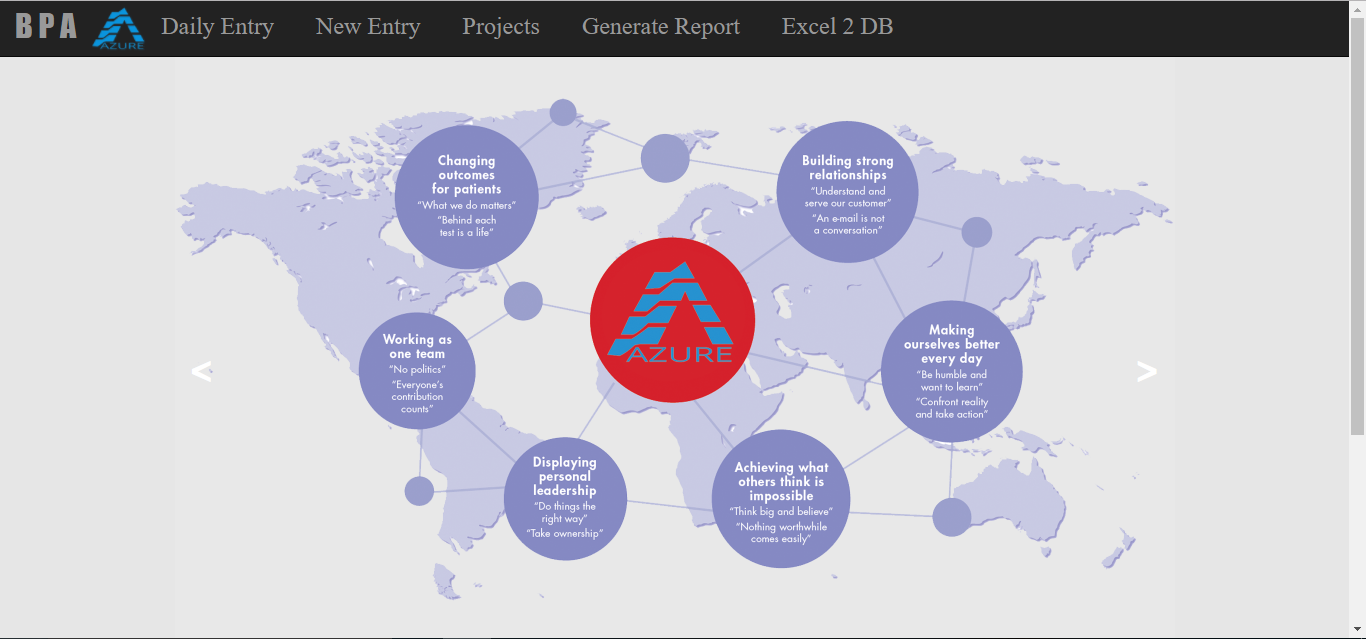 BPA AZURE Daily Entry New Entry Projects Generate Report Excel 2 DB
Changing
outcomes
for patients
“What we do matters”
“Behind each
test is a life”
Building strong
relationships
“Understand and
serve our customer”
“An e-mail is not
a conversation”
AZURE
Working as
one team
“No politics”
“Everyone’s
contribution
counts”
Making
ourselves better
every day
“Be humble and
want to learn”
“Confront reality
and take action”
<
>
Displaying
personal
leadership
“Do things the
right way”
“Take ownership”
Achieving what
others think is
impossible
“Think big and believe”
“Nothing worthwhile
comes easily”